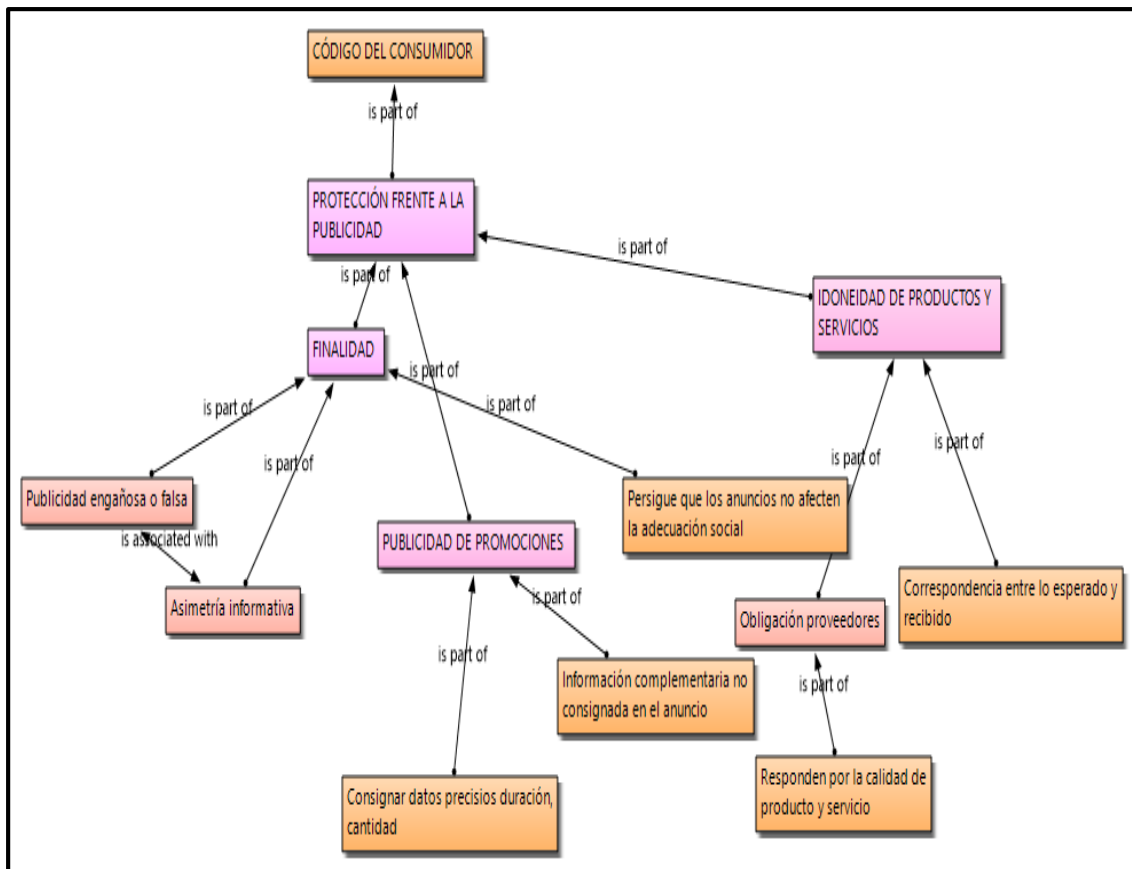 CÓDIGO DEL CONSUMIDOR
is part of
PROTECCIÓN FRENTE A LA
PUBLICIDAD
is part of
is part of
IDONEIDAD DE PRODUCTOS Y
SERVICIOS
FINALIDAD
is part of
is part of
is part of
is part of
is part of
is part of
Publicidad engañosa o falsa
Persigue que los anuncios no afecten
la adecuación social
is associated with
PUBLICIDAD DE PROMOCIONES
Asimetría informativa
Correspondencia entre lo esperado y
recibido
is part of
Obligación proveedores
is part of
Información complementaria no
consignada en el anuncio
is part of
Consignar datos precisios duración,
cantidad
Responden por la calidad de
producto y servicio